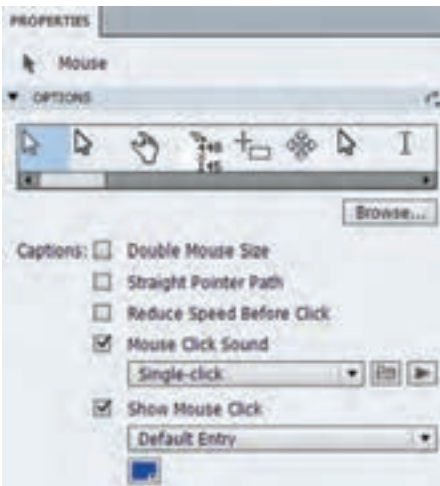 PROPERTIES
Mouse
OPTIONS
Browse...
Captions: Double Mouse Size
Straight Pointer Path
Reduce Speed Before Click
Mouse Click Sound
Single-click
Show Mouse Click
Default Entry